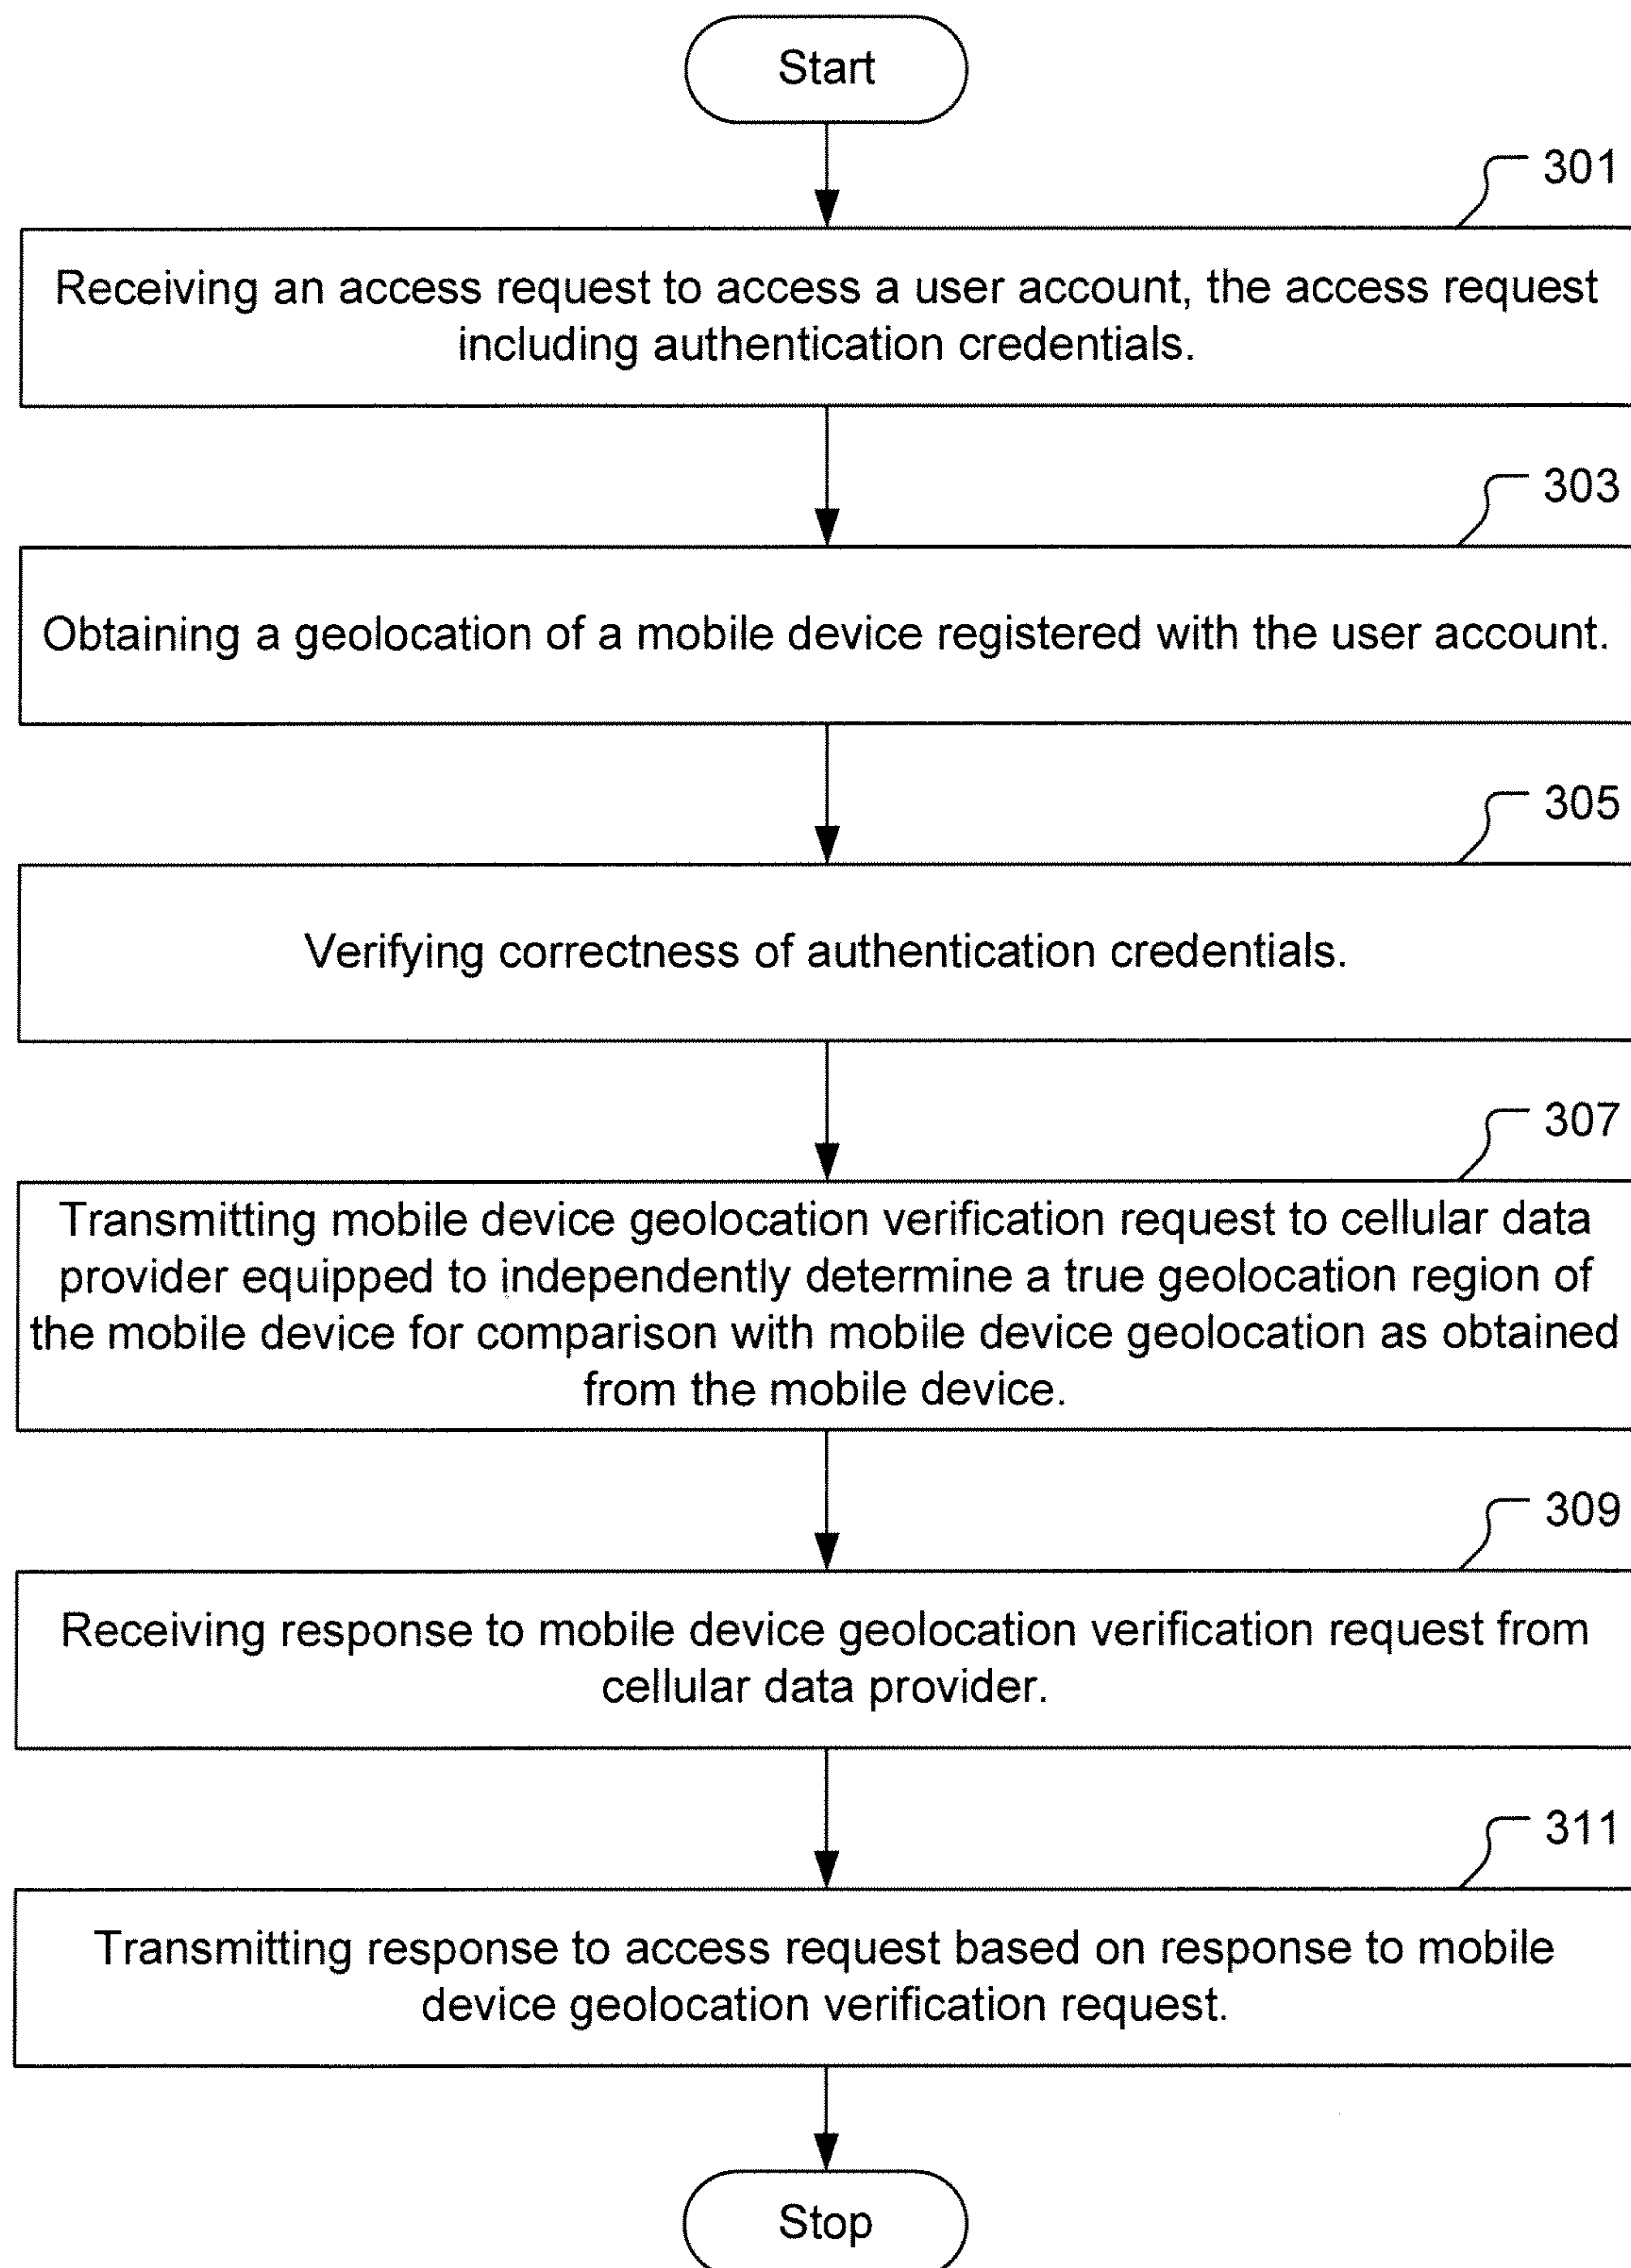 Start
301
Receiving an access request to access a user account, the access request
including authentication credentials.
303
Obtaining a geolocation of a mobile device registered with the user account.
305
Verifying correctness of authentication credentials.
307
Transmitting mobile device geolocation verification request to cellular data
provider equipped to independently determine a true geolocation region of
the mobile device for comparison with mobile device geolocation as obtained
from the mobile device.
309
Receiving response to mobile device geolocation verification request from
cellular data provider.
311
Transmitting response to access request based on response to mobile
device geolocation verification request.
Stop